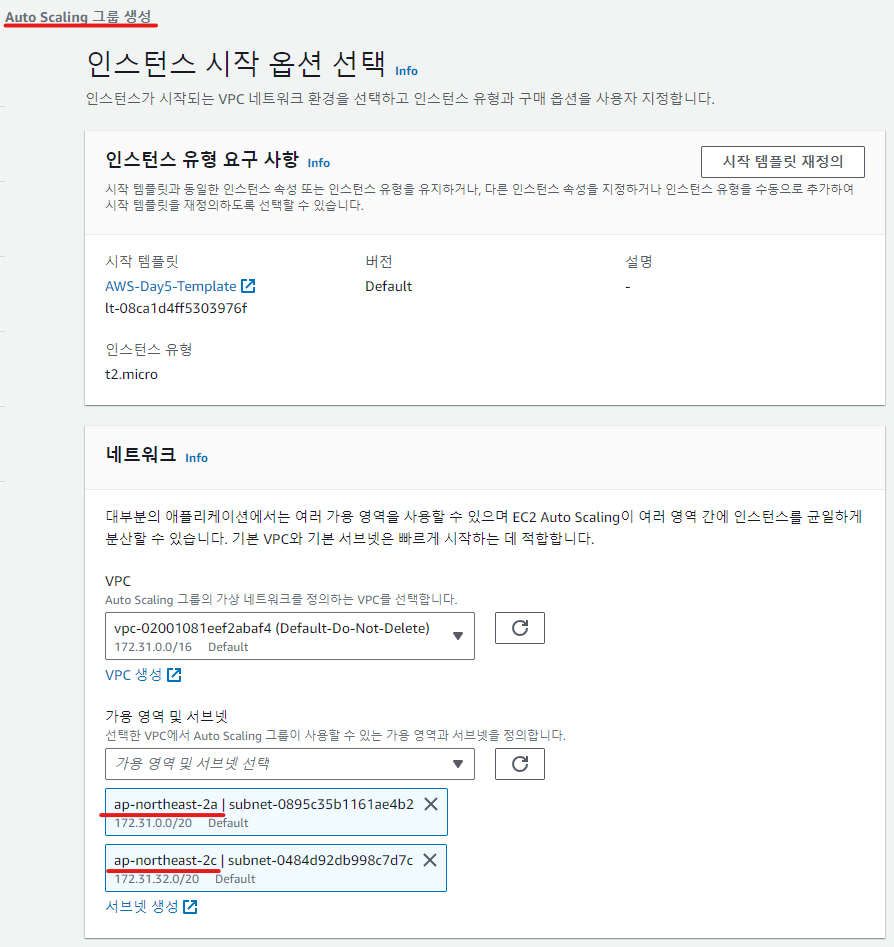 Auto Scaling 그룹 생성
인스턴스 시작 옵션 선택 Info
인스턴스가 시작되는 VPC 네트워크 환경을 선택하고 인스턴스 유형과 구매 옵션을 사용자 지정합니다.
인스턴스 유형 요구 사항 Info
시작 템플릿 재정의
시작 템플릿과 동일한 인스턴스 속성 또는 인스턴스 유형을 유지하거나, 다른 인스턴스 속성을 지정하거나 인스턴스 유형을 수동으로 추가하여
시작 템플릿을 재정의하도록 선택할 수 있습니다.
시작 템플릿 버전 설명
AWS-Day5-Template Default -
lt-08ca1d4ff5303976f
인스턴스 유형
t2.micro
네트워크 Info
대부분의 애플리케이션에서는 여러 가용 영역을 사용할 수 있으며 EC2 Auto Scaling이 여러 영역 간에 인스턴스를 균일하게
분산할 수 있습니다. 기본 VPC와 기본 서브넷은 빠르게 시작하는 데 적합합니다.
VPC
Auto Scaling 그룹의 가상 네트워크를 정의하는 VPC를 선택합니다.
vpc-02001081eef2abaf4 (Default-Do-Not-Delete)
172.31.0.0/16 Default
VPC 생성
가용 영역 및 서브넷
선택한 VPC에서 Auto Scaling 그룹이 사용할 수 있는 가용 영역과 서브넷을 정의합니다.
가용 영역 및 서브넷 선택
ap-northeast-2a | subnet-0895c35b1161ae4b2
172.31.0.0/20 Default
ap-northeast-2c | subnet-0484d92db998c7d7c
172.31.32.0/20 Default
서브넷 생성